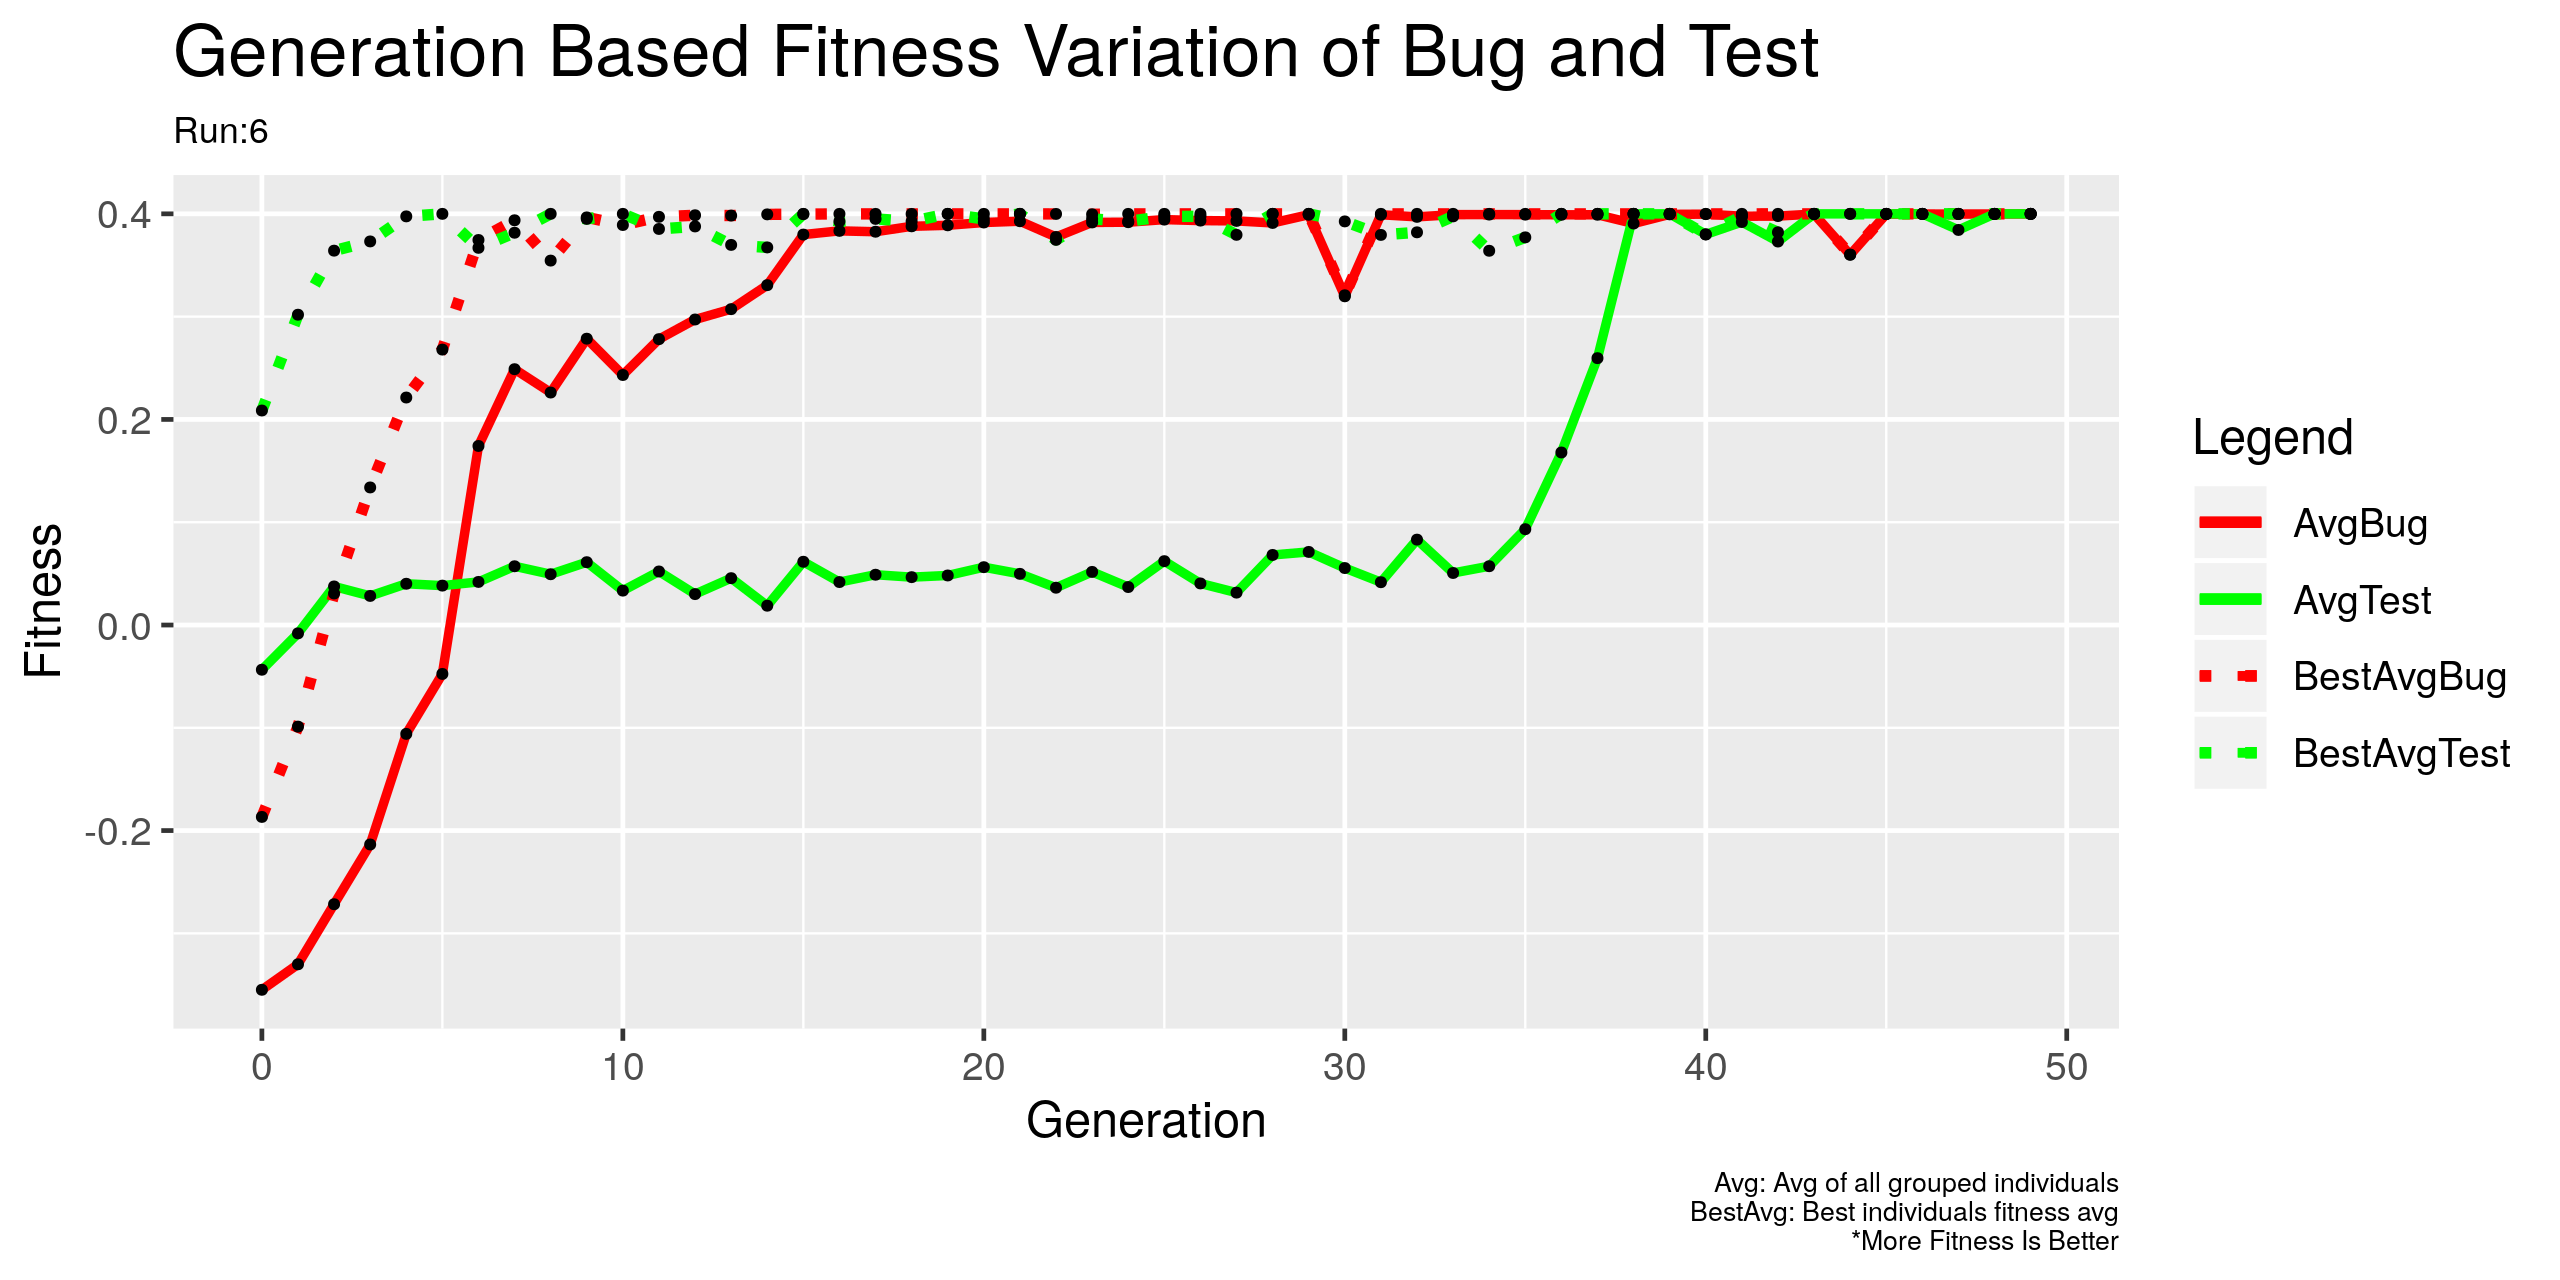 Generation Based Fitness Variation of Bug and Test
Run:6
Fitness
0.4
0.2
0.0
-0.2
0 10 20 30 40 50
Generation
Legend
AvgBug
AvgTest
BestAvgBug
BestAvgTest
Avg: Avg of all grouped individuals
BestAvg: Best individuals fitness avg
*More Fitness Is Better